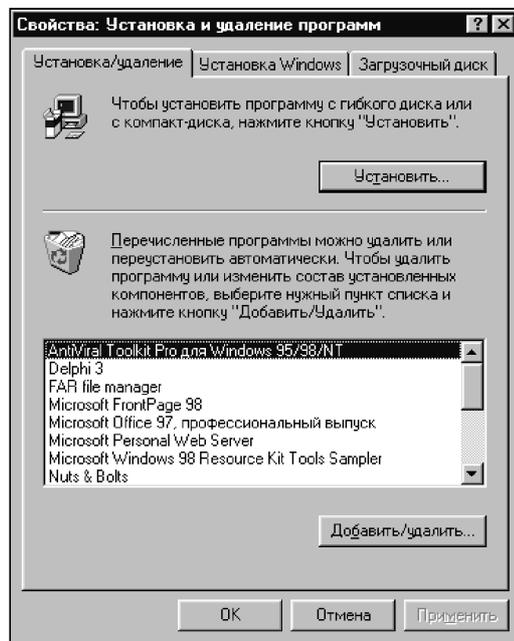 Свойства: Установка и удаление программ
Установка/удаление Установка Windows Загрузочный диск
Чтобы установить программу с гибкого диска или
с компакт-диска, нажмите кнопку "Установить".
Установить...
Перечисленные программы можно удалить или
переустановить автоматически. Чтобы удалить
программу или изменить состав установленных
компонентов, выберите нужный пункт списка и
нажмите кнопку "Добавить/Удалить".
AntiViral Toolkit Pro для Windows 95/98/NT
Delphi 3
FAR file manager
Microsoft FrontPage 98
Microsoft Office 97, профессиональный выпуск
Microsoft Personal Web Server
Microsoft Windows 98 Resource Kit Tools Sampler
Nuts & Bolts
Добавить/удалить...
OK Отмена Применить